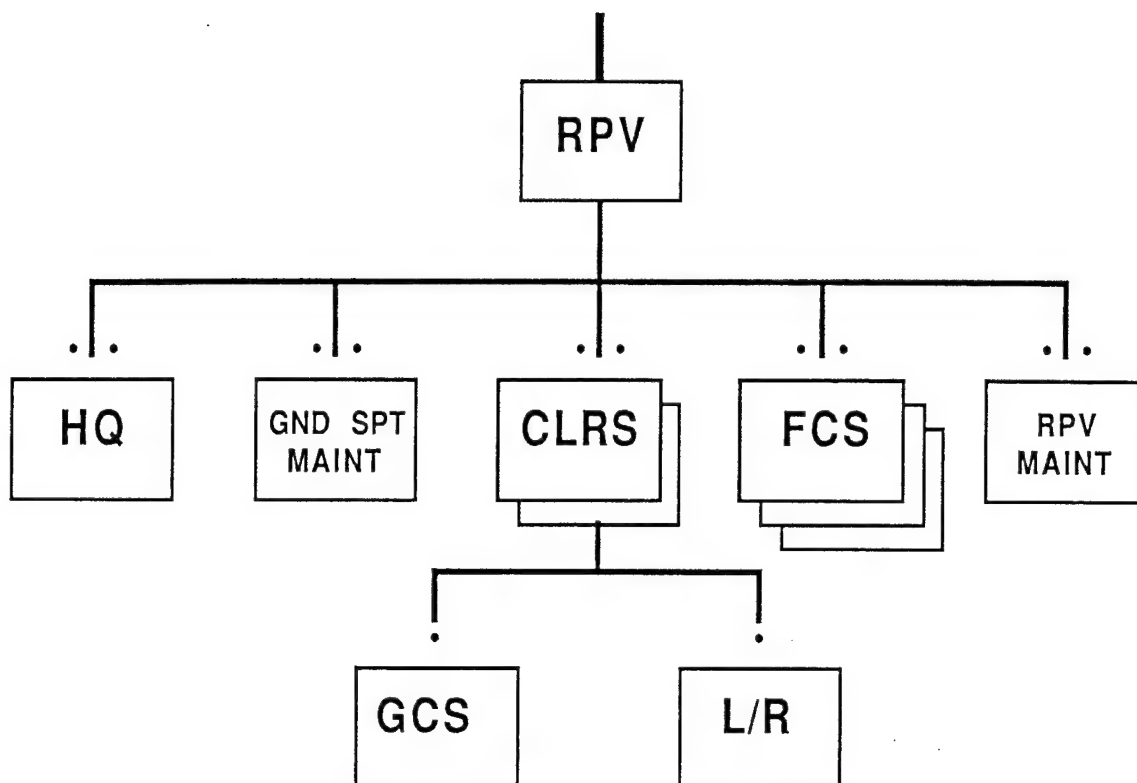 RPV
HQ
GND SPT
MAINT
CLRS
FCS
RPV
MAINT
GCS
L/R